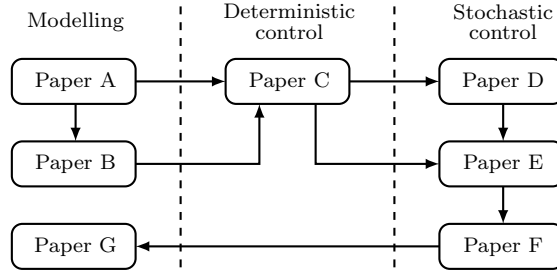 Modelling
Deterministic
control
Stochastic
control
Paper A
Paper C
Paper D
Paper B
Paper E
Paper G
Paper F